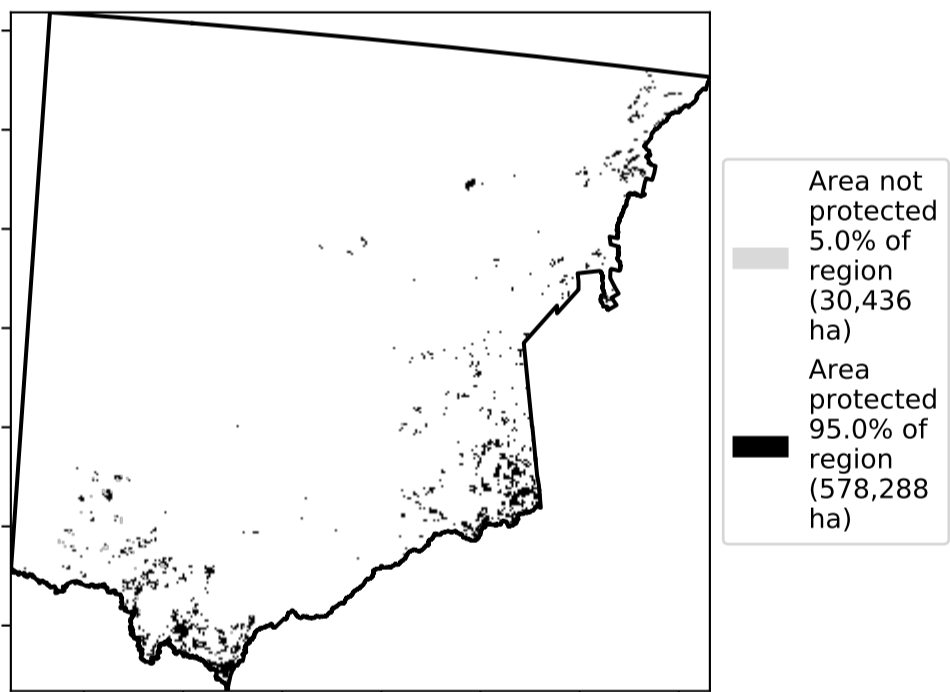 Area not
protected
5.0% of
region
(30,436
ha)
Area
protected
95.0% of
region
(578,288
ha)